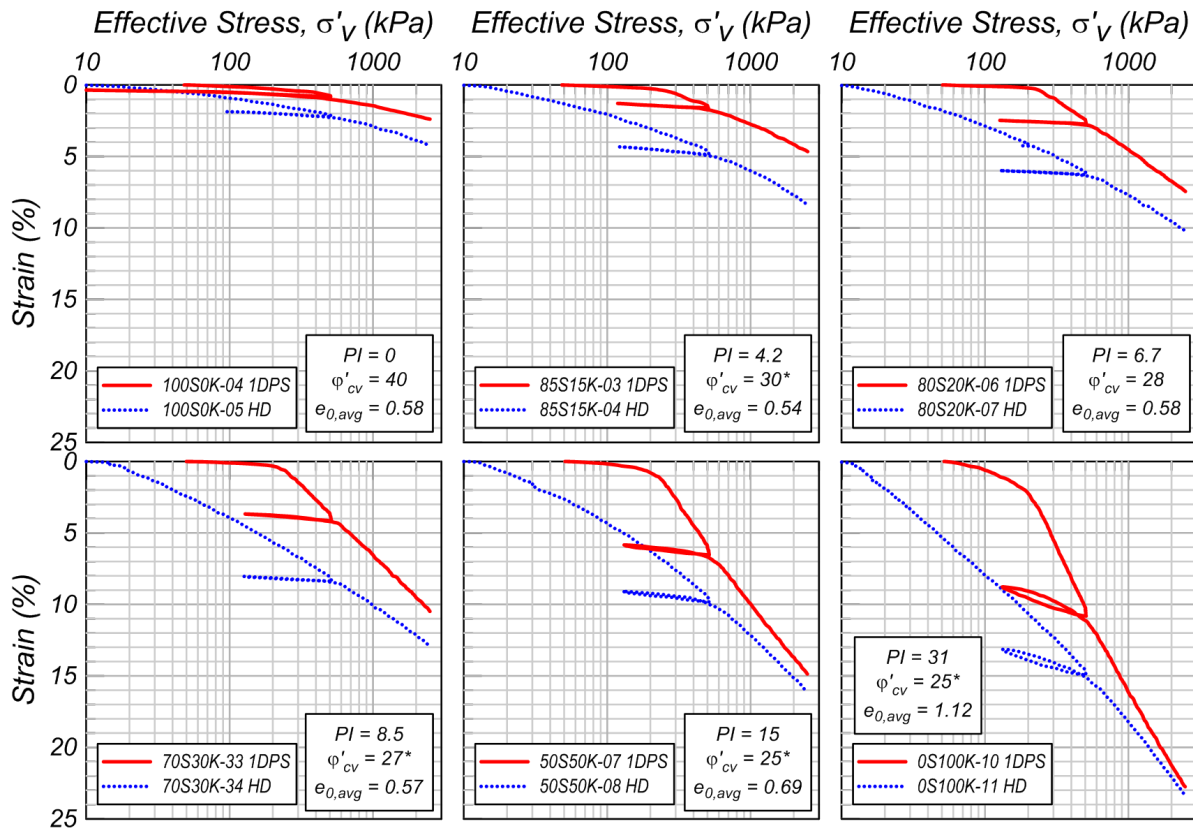 Effective Stress, σ'v (kPa)
Effective Stress, σ'v (kPa)
Effective Stress, σ'v (kPa)
10 100 1000
10 100 1000
10 100 1000
Strain (%)
0
5
10
15
20
25
PI = 0
φ'cv = 40
e0,avg = 0.58
100S0K-04 1DPS
100S0K-05 HD
PI = 4.2
φ'cv = 30*
e0,avg = 0.54
85S15K-03 1DPS
85S15K-04 HD
PI = 6.7
φ'cv = 28
e0,avg = 0.58
80S20K-06 1DPS
80S20K-07 HD
Strain (%)
0
5
10
15
20
25
PI = 8.5
φ'cv = 27*
e0,avg = 0.57
70S30K-33 1DPS
70S30K-34 HD
PI = 15
φ'cv = 25*
e0,avg = 0.69
50S50K-07 1DPS
50S50K-08 HD
PI = 31
φ'cv = 25*
e0,avg = 1.12
0S100K-10 1DPS
0S100K-11 HD